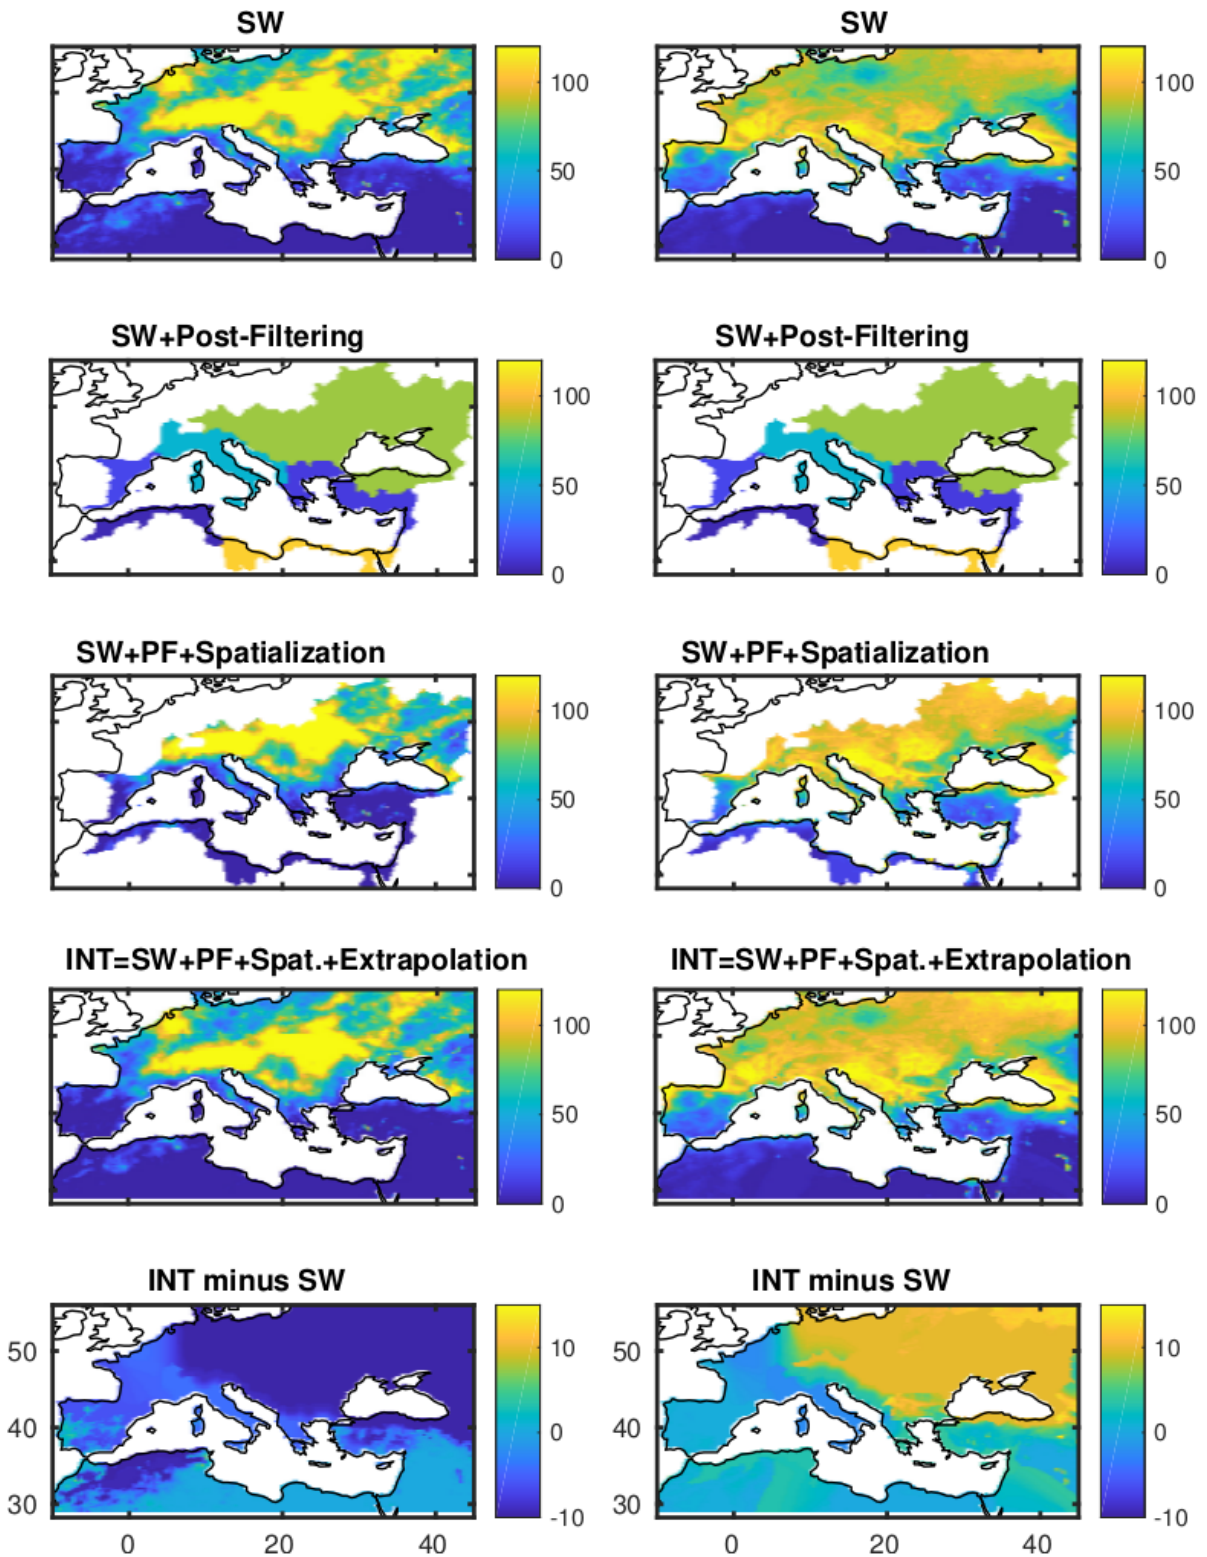 SW SW
100 100
50 50
0 0
SW+Post-Filtering SW+Post-Filtering
100 100
50 50
0 0
SW+PF+Spatialization SW+PF+Spatialization
100 100
50 50
0 0
INT=SW+PF+Spat.+Extrapolation INT=SW+PF+Spat.+Extrapolation
100 100
50 50
0 0
INT minus SW INT minus SW
50 10 50 10
40 0 40 0
30 -10 30 -10
0 20 40 0 20 40